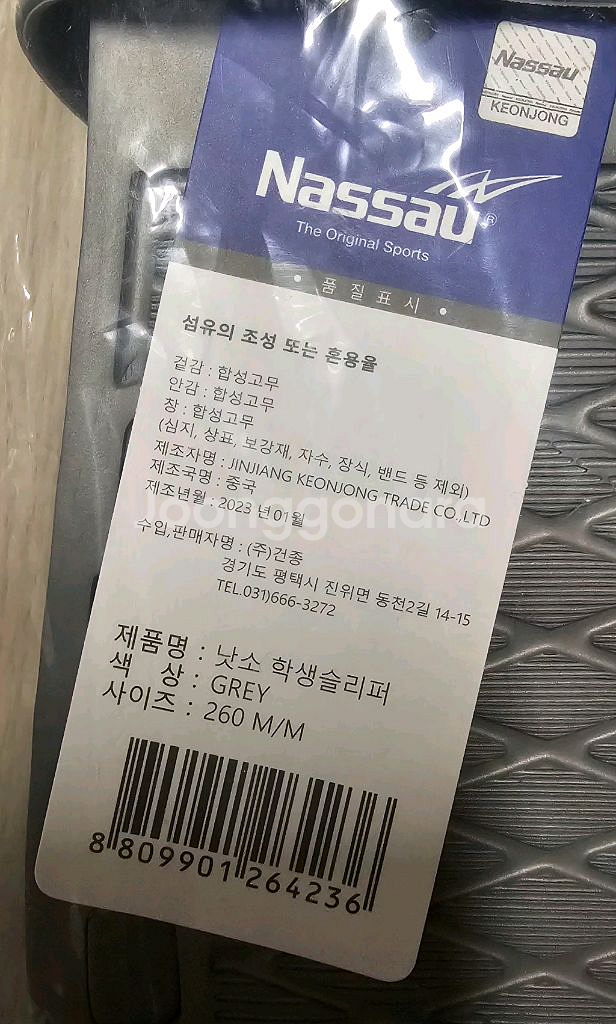 Nassau
KEONJONG
Nassau®
The Original Sports
• 품질표시 •
섬유의 조성 또는 혼용율
겉감 : 합성고무
안감 : 합성고무
창 : 합성고무
(심지, 상표, 보강재, 자수, 장식, 밴드 등 제외)
제조자명 : JINJIANG KEONJONG TRADE CO.,LTD
제조국명 : 중국
제조년월 : 2023 년 01월
Joonggonara
수입,판매자명 : (주)건종
경기도 평택시 진위면 동천2길 14-15
TEL.031)666-3272
제품명 : 낫소 학생슬리퍼
색 상 : GREY
사이즈 : 260 M/M
8 809901 264236